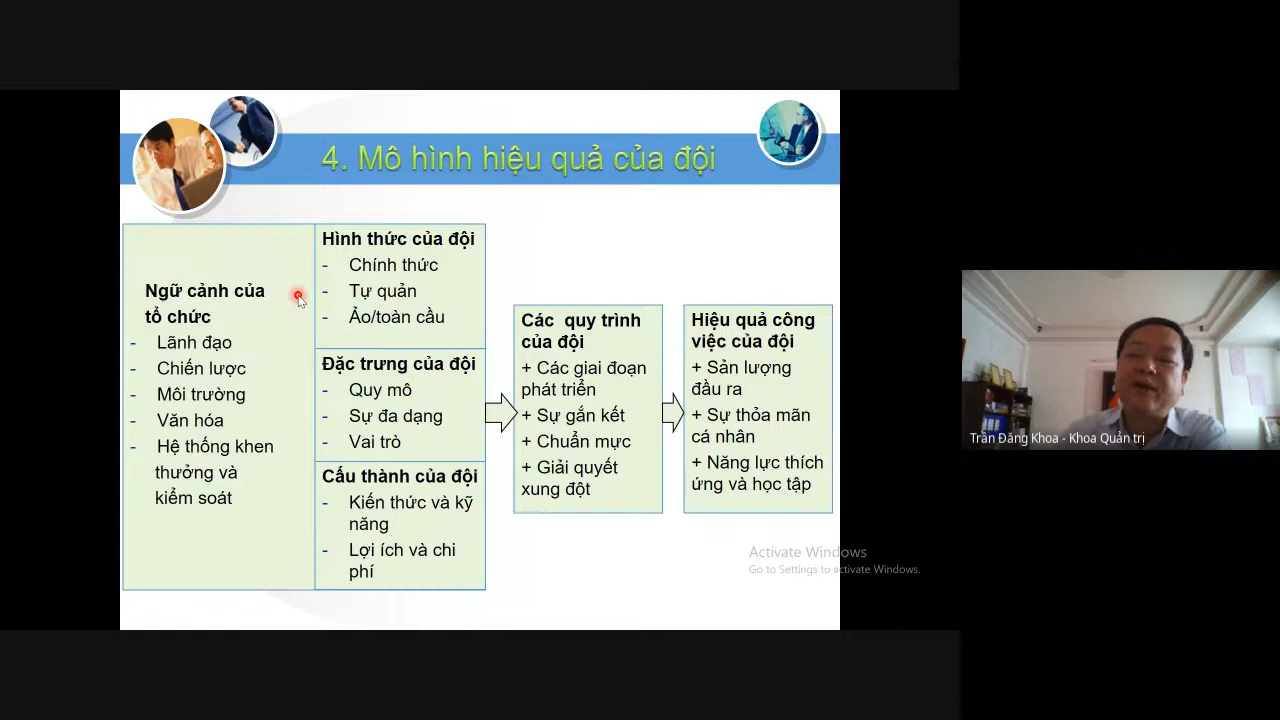 4. Mô hình hiệu quả của đội
Ngữ cảnh của
tổ chức
- Lãnh đạo
- Chiến lược
- Môi trường
- Văn hóa
- Hệ thống khen
thưởng và
kiểm soát
Hình thức của đội
- Chính thức
- Tự quản
- Ảo/toàn cầu
Đặc trưng của đội
- Quy mô
- Sự đa dạng
- Vai trò
Cấu thành của đội
- Kiến thức và kỹ
năng
- Lợi ích và chi
phí
Các quy trình
của đội
+ Các giai đoạn
phát triển
+ Sự gắn kết
+ Chuẩn mực
+ Giải quyết
xung đột
Hiệu quả công
việc của đội
+ Sản lượng
đầu ra
+ Sự thỏa mãn
cá nhân
+ Năng lực thích
ứng và học tập
Trần Đăng Khoa - Khoa Quản trị
Activate Windows
Go to Settings to activate Windows.